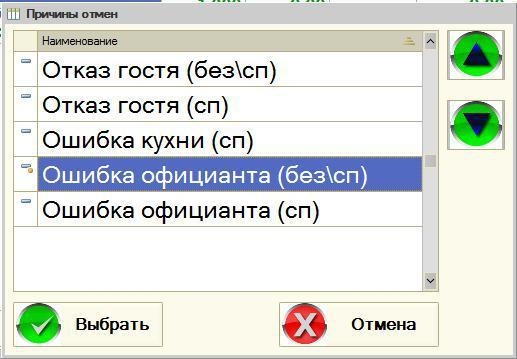 Причины отмен
Наименование
Отказ гостя (без\сп)
Отказ гостя (сп)
Ошибка кухни (сп)
Ошибка официанта (без\сп)
Ошибка официанта (сп)
Выбрать
Отмена